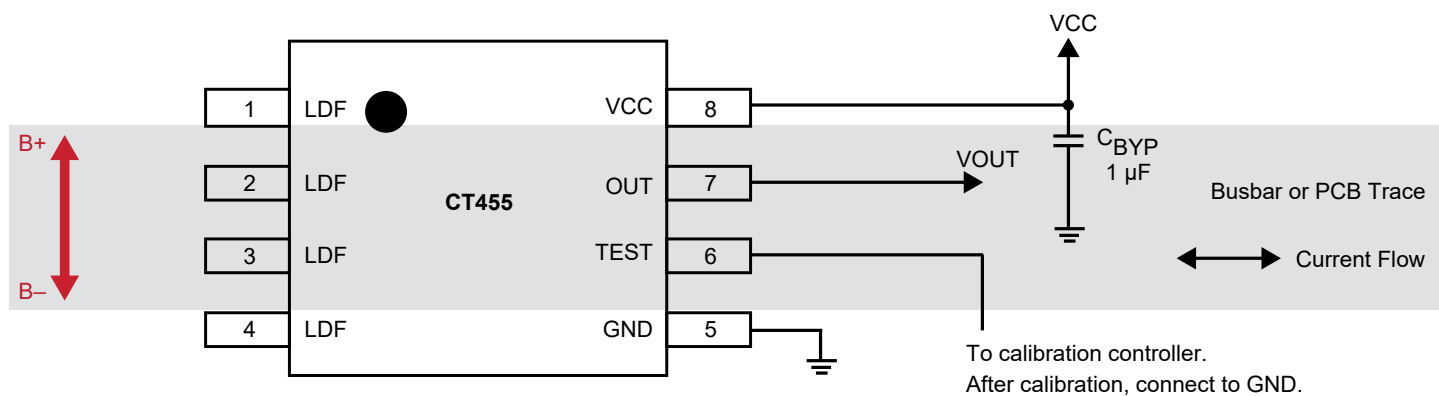 VCC
1 LDF
VCC 8
B+
CBYP
1 µF
VOUT
2 LDF
OUT 7
CT455
Busbar or PCB Trace
3 LDF
TEST 6
Current Flow
B–
4 LDF
GND 5
To calibration controller.
After calibration, connect to GND.